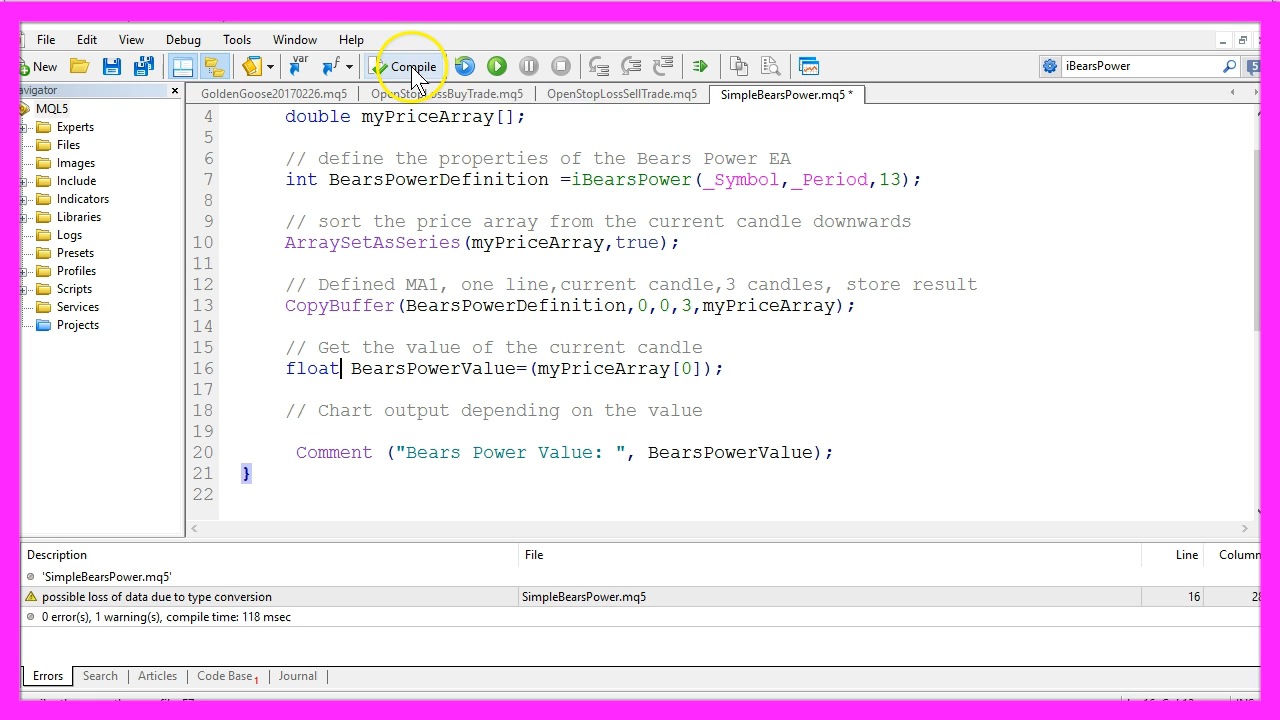 File Edit View Debug Tools Window Help
New Compile iBearsPower 5
avigator × GoldenGoose20170226.mq5 OpenStopLossBuyTrade.mq5 OpenStopLossSellTrade.mq5 SimpleBearsPower.mq5 *
MQL5
Experts
Files
Images
Include
Indicators
Libraries
Logs
Presets
Profiles
Scripts
Services
Projects
4 double myPriceArray[];
5
6 // define the properties of the Bears Power EA
7 int BearsPowerDefinition =iBearsPower(_Symbol,_Period,13);
8
9 // sort the price array from the current candle downwards
10 ArraySetAsSeries(myPriceArray,true);
11
12 // Defined MA1, one line,current candle,3 candles, store result
13 CopyBuffer(BearsPowerDefinition,0,0,3,myPriceArray);
14
15 // Get the value of the current candle
16 float BearsPowerValue=(myPriceArray[0]);
17
18 // Chart output depending on the value
19
20 Comment ("Bears Power Value: ", BearsPowerValue);
21 }
22
Description File Line Column
'SimpleBearsPower.mq5'
possible loss of data due to type conversion SimpleBearsPower.mq5 16 28
0 error(s), 1 warning(s), compile time: 118 msec
Errors Search Articles Code Base 1 Journal